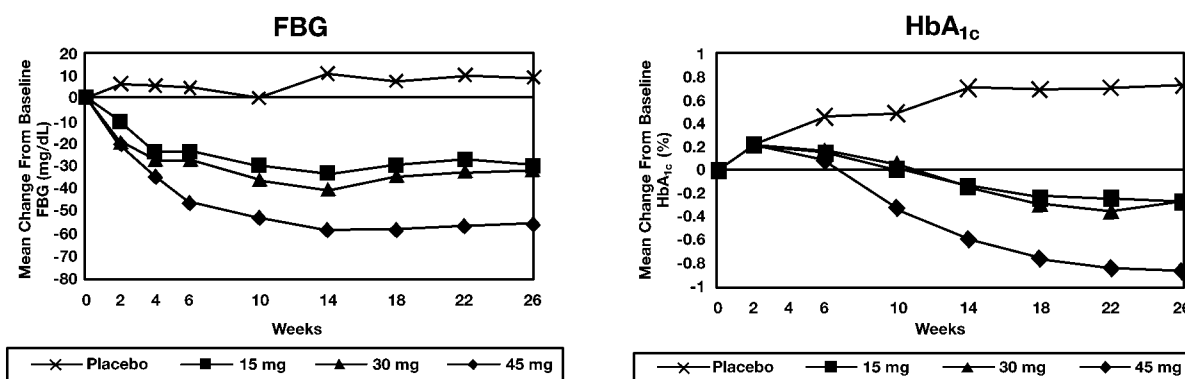 FBG
20
10
0
-10
-20
-30
-40
-50
-60
-70
-80
Mean Change From Baseline
FBG (mg/dL)
0 2 4 6 10 14 18 22 26
Weeks
Placebo 15 mg 30 mg 45 mg
HbA1c
1
0.8
0.6
0.4
0.2
0
-0.2
-0.4
-0.6
-0.8
-1
Mean Change From Baseline
HbA1c (%)
0 2 4 6 10 14 18 22 26
Weeks
Placebo 15 mg 30 mg 45 mg